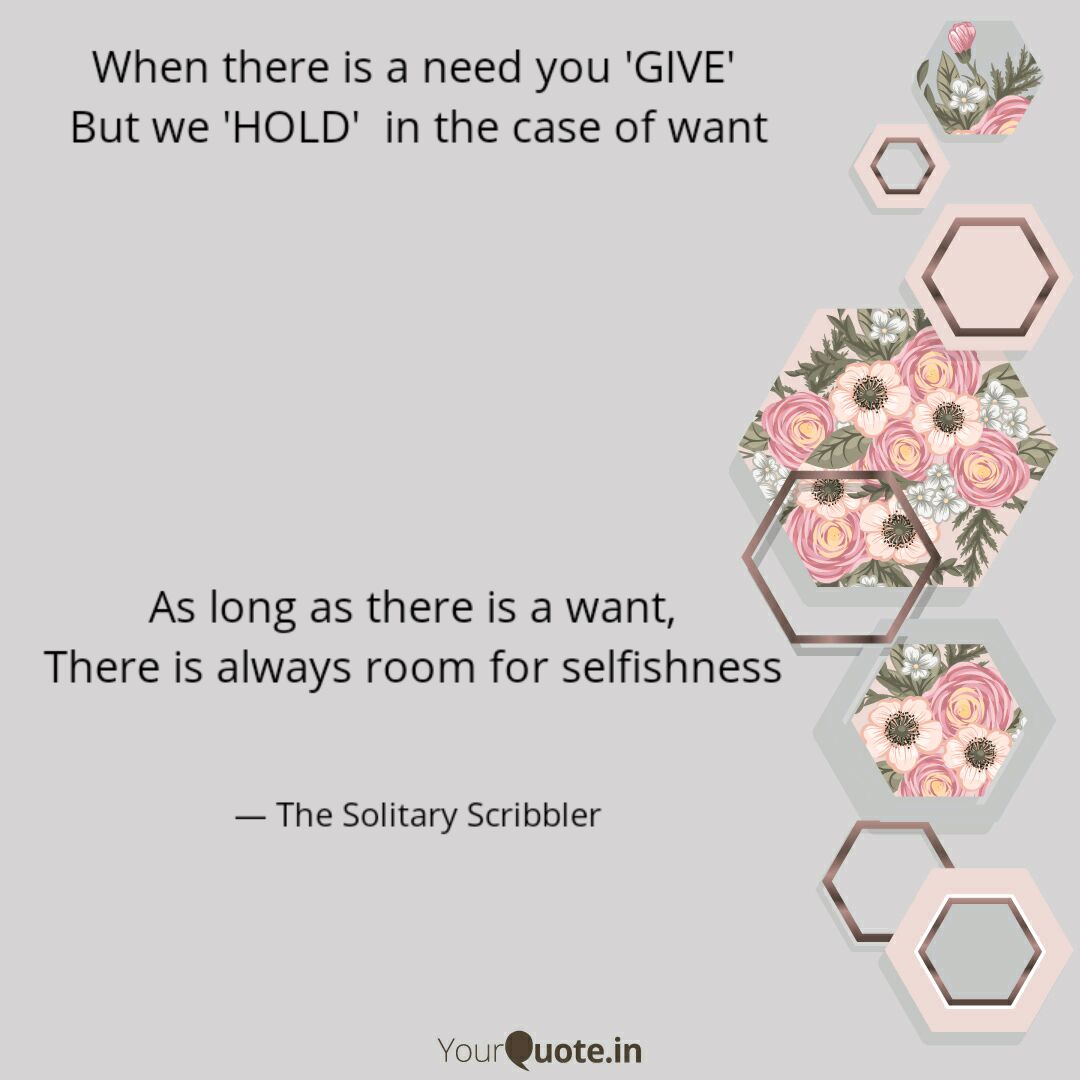 When there is a need you 'GIVE'
But we 'HOLD'  in the case of want
As long as there is a want,
There is always room for selfishness
— The Solitary Scribbler
YourQuote.in